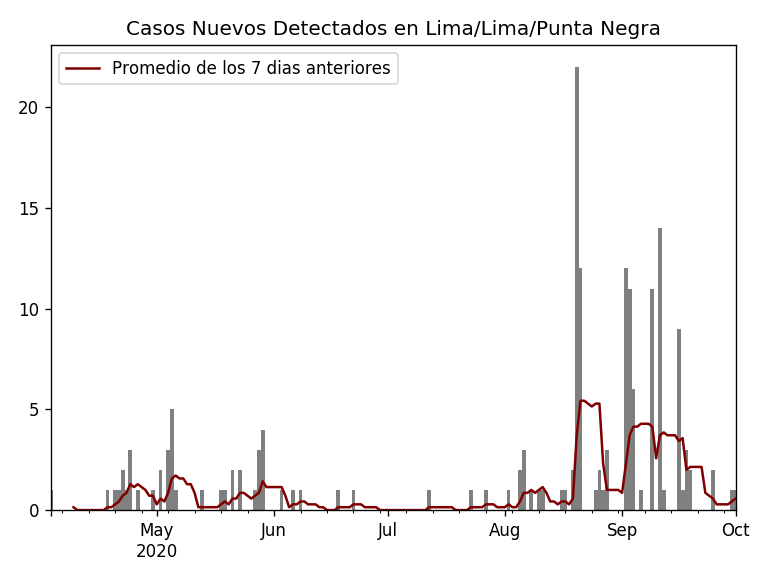 Casos Nuevos Detectados en Lima/Lima/Punta Negra
Promedio de los 7 dias anteriores
20
15
10
5
0
May Jun Jul Aug Sep Oct
2020